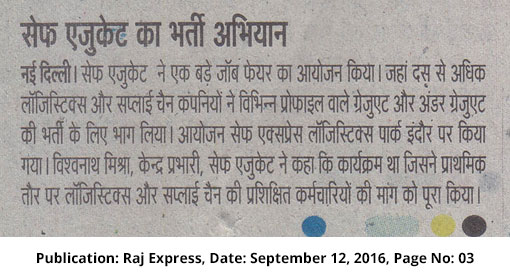 सेफ एजुकेट का भर्ती अभियान
नई दिल्ली। सेफ एजुकेट ने एक बड़े जॉब फेयर का आयोजन किया। जहां दस से अधिक
लॉजिस्टिक्स और सप्लाई चैन कंपनियों ने विभिन्न प्रोफाइल वाले ग्रेजुएट और अंडर ग्रेजुएट
की भर्ती के लिए भाग लिया। आयोजन सेफ एक्सप्रेस लॉजिस्टिक्स पार्क इंदौर पर किया
गया। विश्वनाथ मिश्रा, केन्द्र प्रभारी, सेफ एजुकेट ने कहा कि कार्यक्रम था जिसने प्राथमिक
तौर पर लॉजिस्टिक्स और सप्लाई चैन की प्रशिक्षित कर्मचारियों की मांग को पूरा किया।
Publication: Raj Express, Date: September 12, 2016, Page No: 03